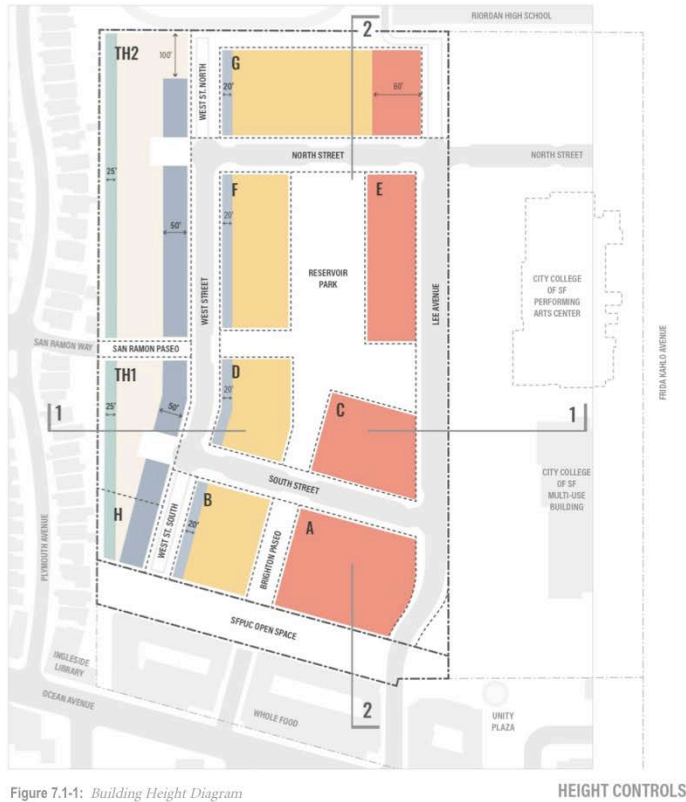 RIORDAN HIGH SCHOOL
2
TH2
100'
WEST ST. NORTH
G
20'
60'
NORTH STREET
NORTH STREET
25'
F
E
20'
50'
WEST STREET
RESERVOIR
PARK
LEE AVENUE
CITY COLLEGE
OF SF
PERFORMING
ARTS CENTER
FRIDA KAHLO AVENUE
SAN RAMON WAY
SAN RAMON PASEO
TH1
D
20'
25'
50'
C
1
1
SOUTH STREET
CITY COLLEGE
OF SF
MULTI-USE
BUILDING
H
WEST ST. SOUTH
B
20'
BRIGHTON PASEO
A
PLYMOUTH AVENUE
SFPUC OPEN SPACE
INGLESIDE
LIBRARY
OCEAN AVENUE
WHOLE FOOD
2
UNITY
PLAZA
Figure 7.1-1: Building Height Diagram
HEIGHT CONTROLS